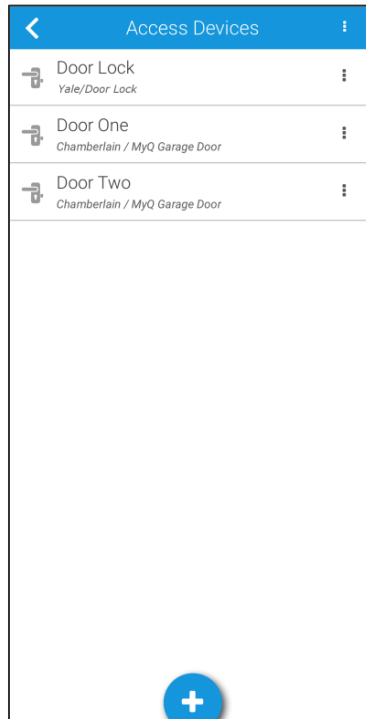 Access Devices
Door Lock
Yale/Door Lock
Door One
Chamberlain / MyQ Garage Door
Door Two
Chamberlain / MyQ Garage Door